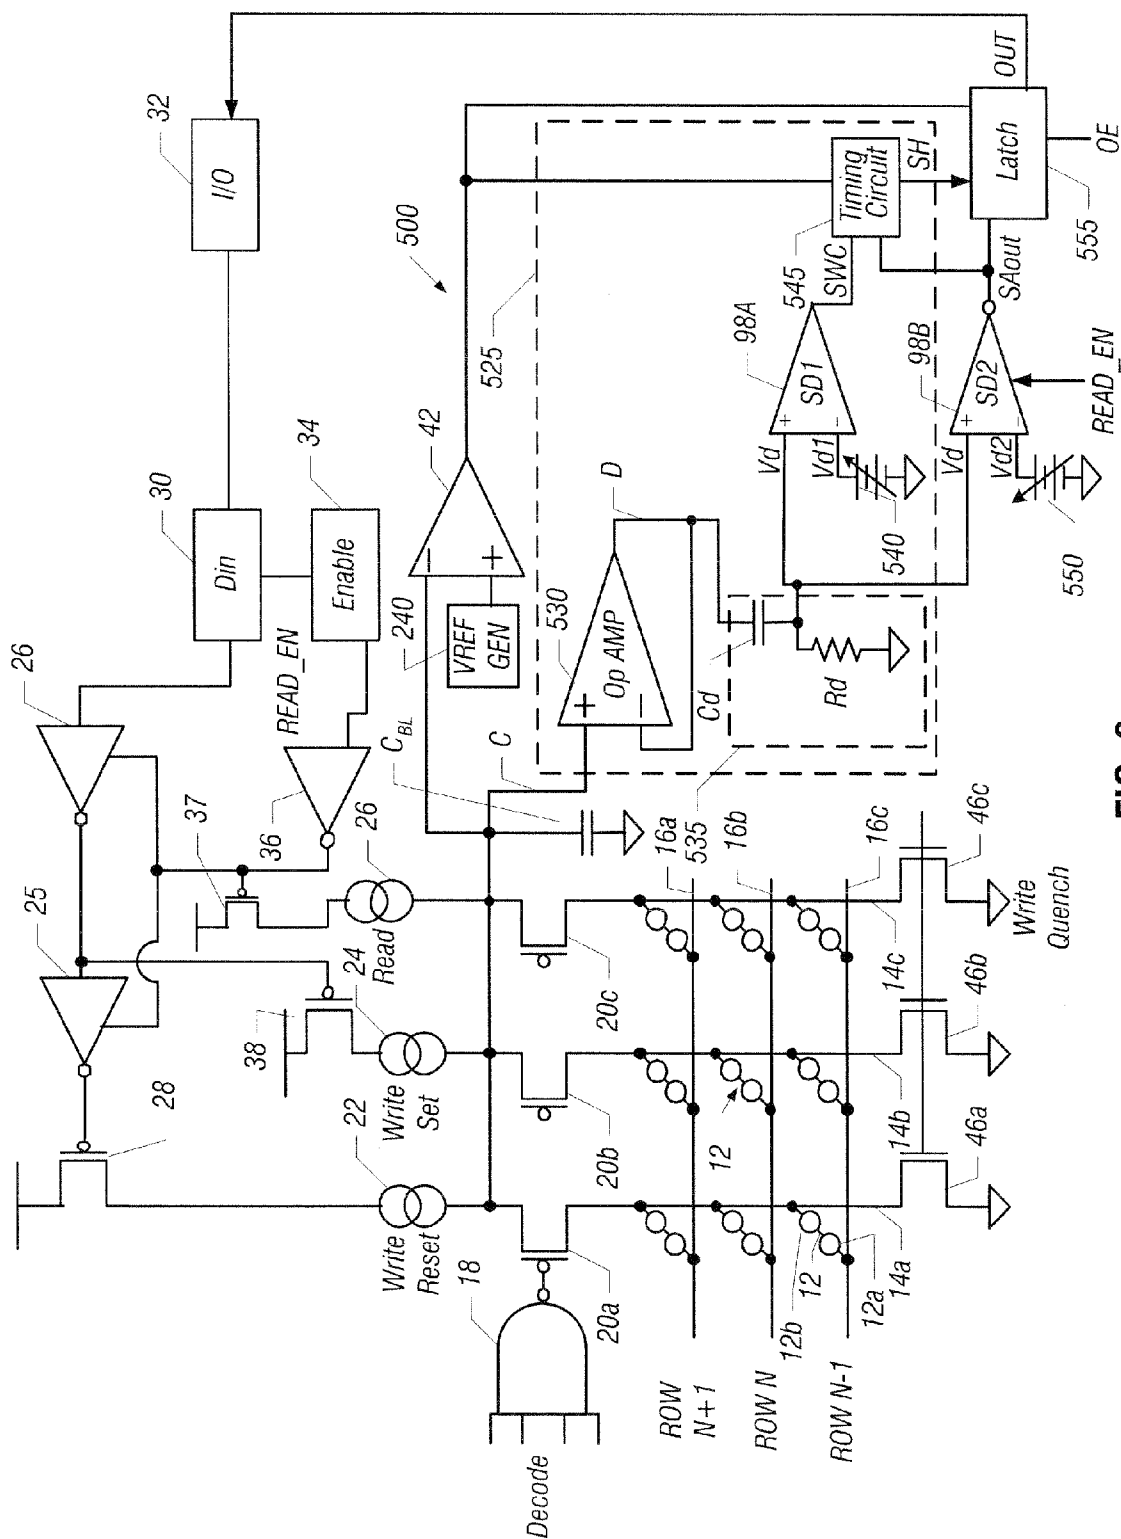 32
I/O
OUT
500
525
42
30
Din
34
Enable
26
READ_EN
36
37
25
28
38
24
Read
26
22
Write
Set
Write
Reset
18
Decode
20a
20b
20c
240
VREF
GEN
C_BL
C
530
Op AMP
+
−
D
Cd
Rd
535
−
+
545
Timing
Circuit
SH
SWC
Latch
OE
555
SAout
98A
SD1
+
−
Vd
Vd1
540
98B
SD2
+
−
Vd
Vd2
550
READ_EN
16a
16b
16c
12
12
12b
12a
14a
14b
14c
46a
46b
46c
Write
Quench
ROW
N+1
ROW N
ROW N-1